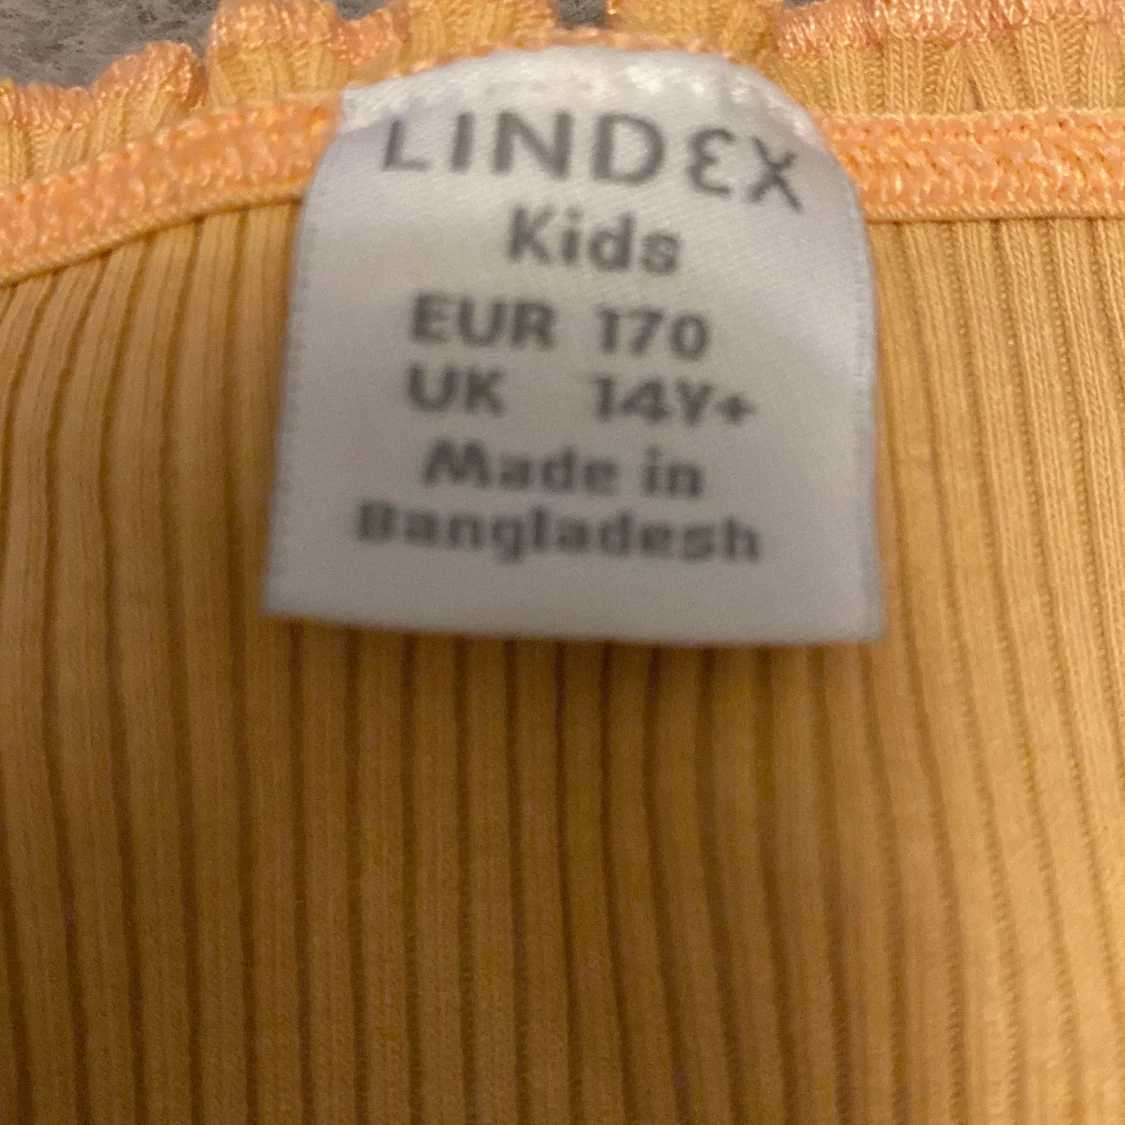 LINDEX
Kids
EUR 170
UK 14Y+
Made in
Bangladesh